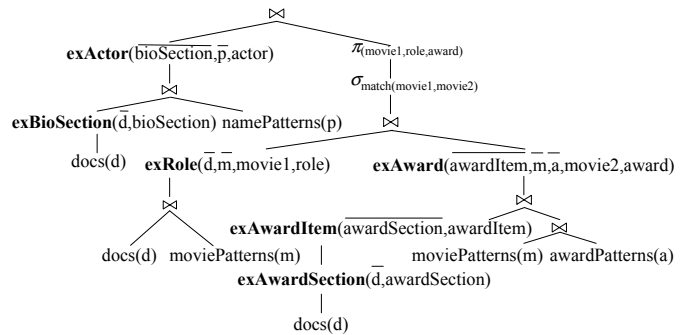 ⋈
exActor(bioSection,p,actor) π(movie1,role,award)
⋈ σmatch(movie1,movie2)
⋈
exBioSection(d,bioSection) namePatterns(p)
docs(d) exRole(d,m,movie1,role) exAward(awardItem,m,a,movie2,award)
⋈ ⋈
exAwardItem(awardSection,awardItem) ⋈
docs(d) moviePatterns(m) moviePatterns(m) awardPatterns(a)
exAwardSection(d,awardSection)
docs(d)